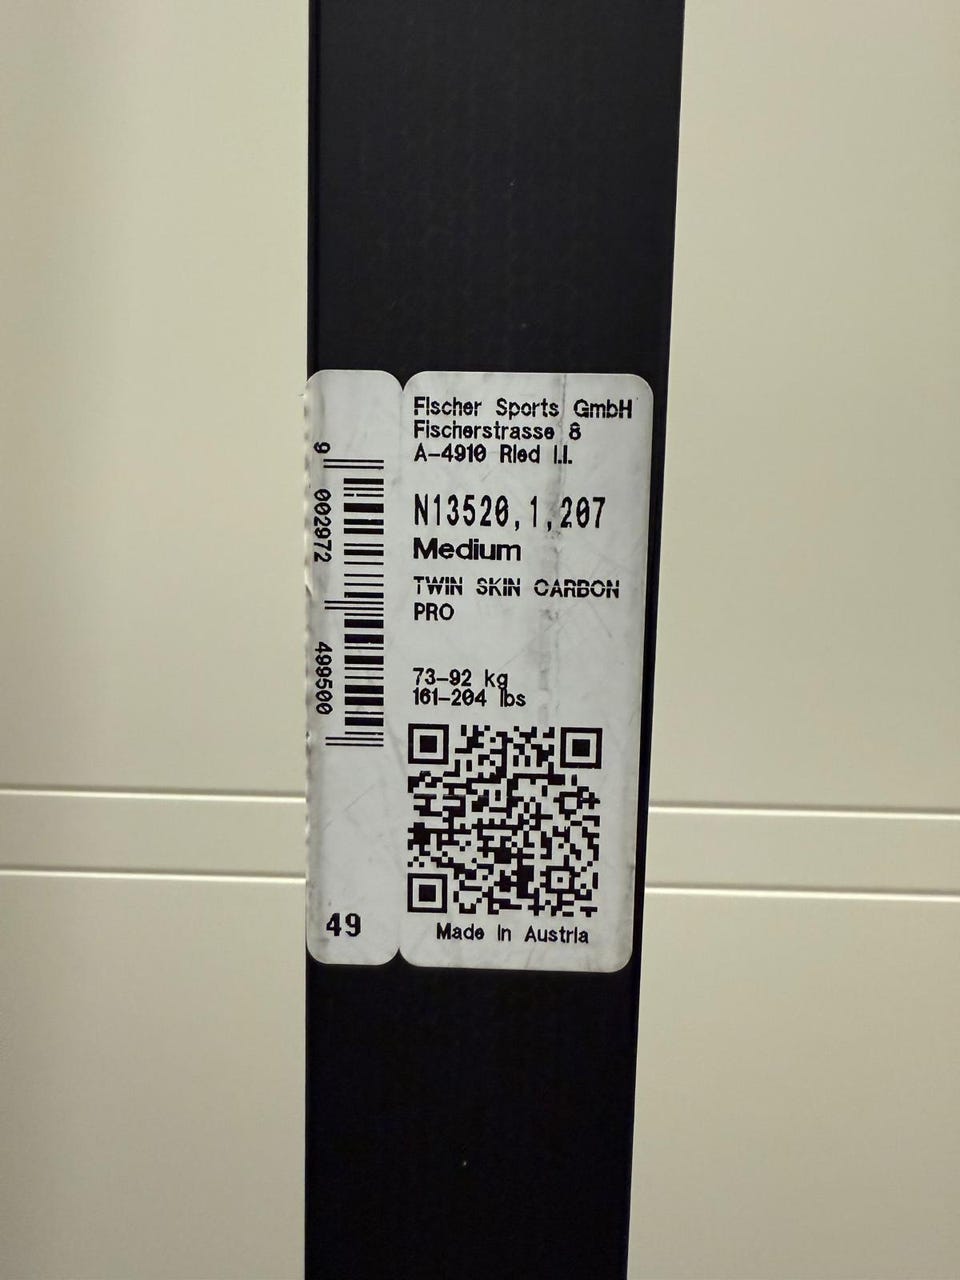 Fischer Sports GmbH
Fischerstrasse 8
A-4910 Ried I.I.
N13520,1,207
Medium
TWIN SKIN CARBON
PRO
73-92 kg
161-204 lbs
Made In Austria
9 002972 499500
49